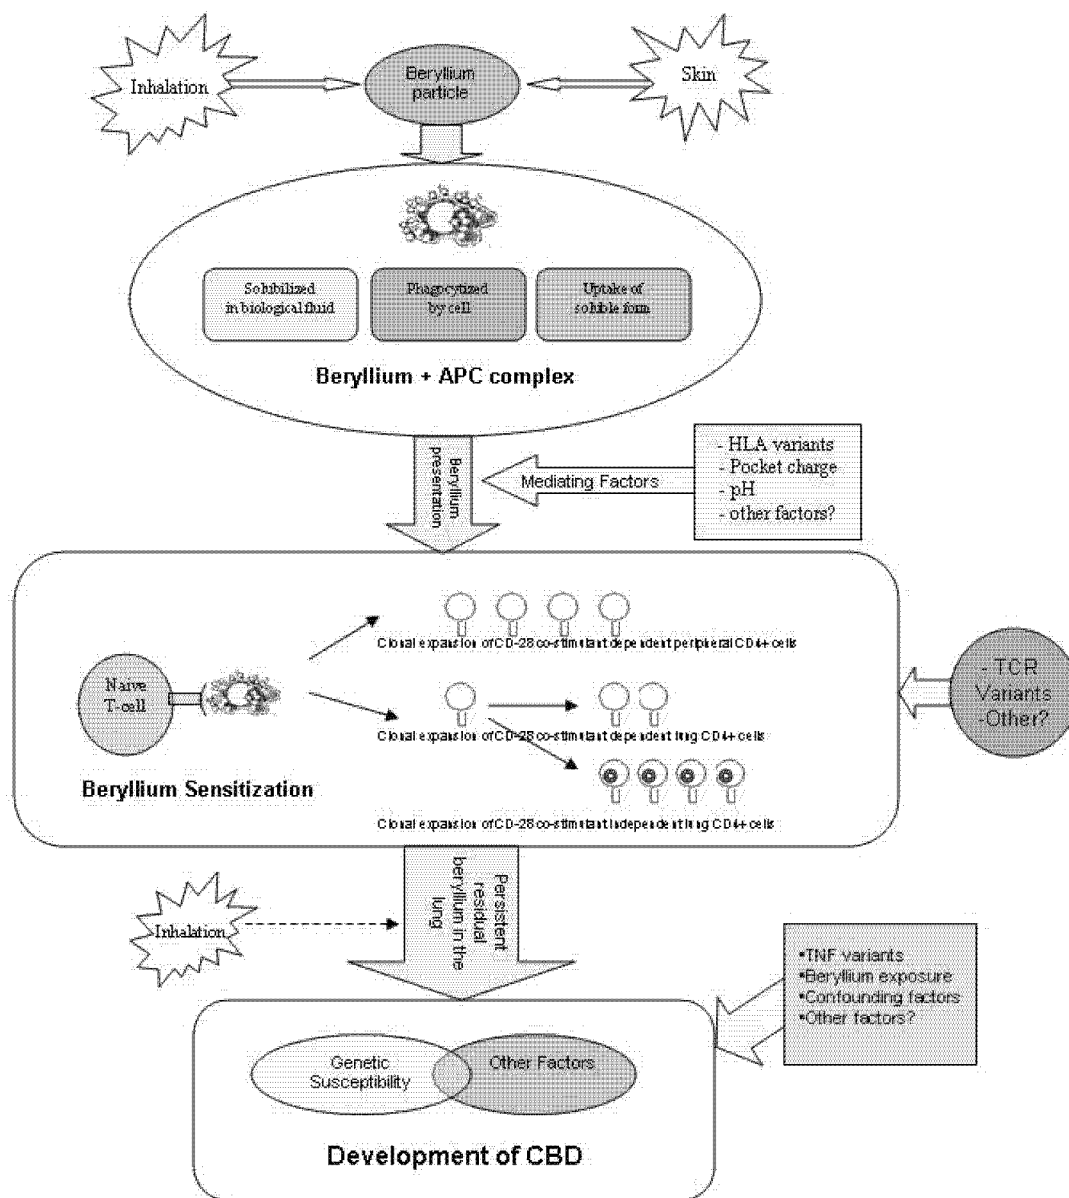 Inhalation
Beryllium
particle
Skin
Solubilized
in biological fluid
Phagocytized
by cell
Uptake of
soluble form
Beryllium + APC complex
Beryllium
presentation
Mediating Factors
- HLA variants
- Pocket charge
- pH
- other factors?
Naive
T-cell
Clonal expansion of CD-28 co-stimulant dependent peripheral CD4+ cells
Clonal expansion of CD-28 co-stimulant dependent lung CD4+ cells
Clonal expansion of CD-28 co-stimulant independent lung CD4+ cells
Beryllium Sensitization
- TCR
Variants
-Other?
Inhalation
Persistent
residual
beryllium in the
lung
•TNF variants
•Beryllium exposure
•Confounding factors
•Other factors?
Genetic
Susceptibility
Other Factors
Development of CBD